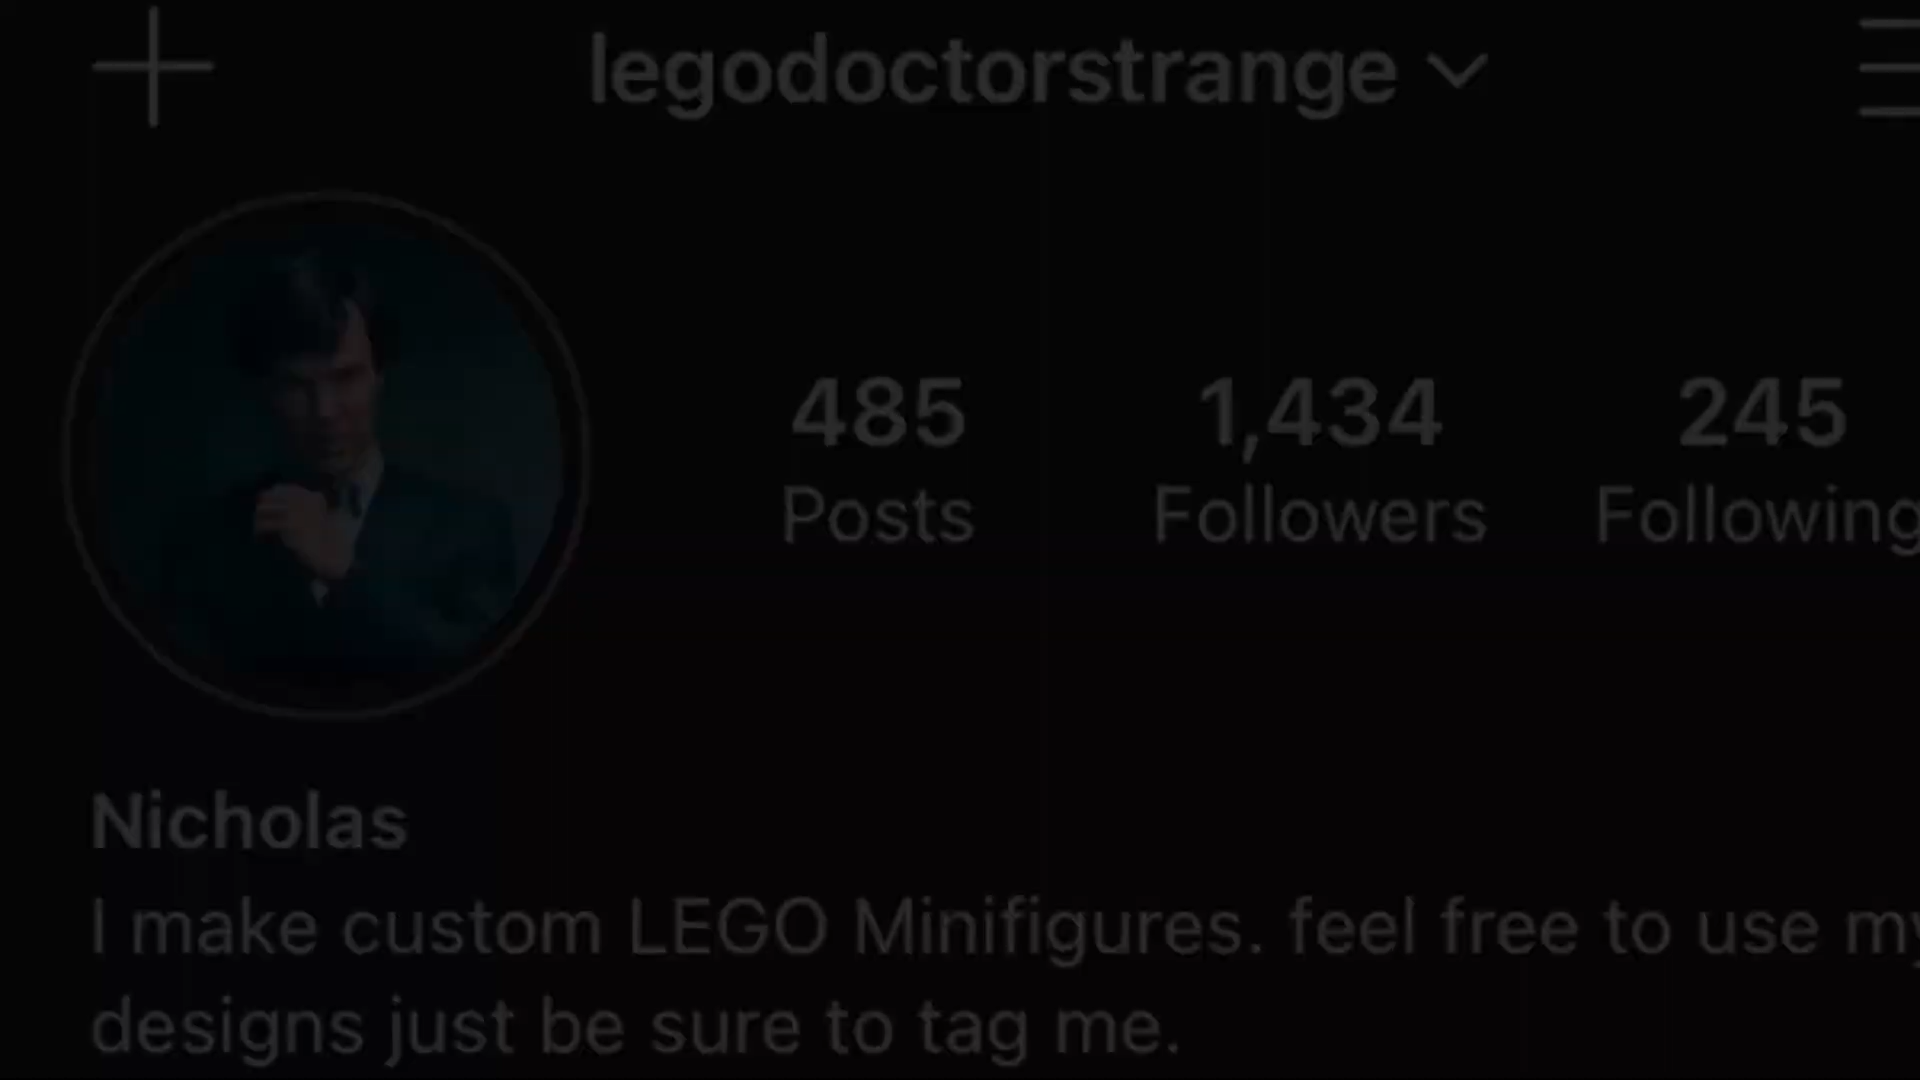 legodoctorstrange
485 1,434 245
Posts Followers Following
Nicholas
I make custom LEGO Minifigures. feel free to use my
designs just be sure to tag me.